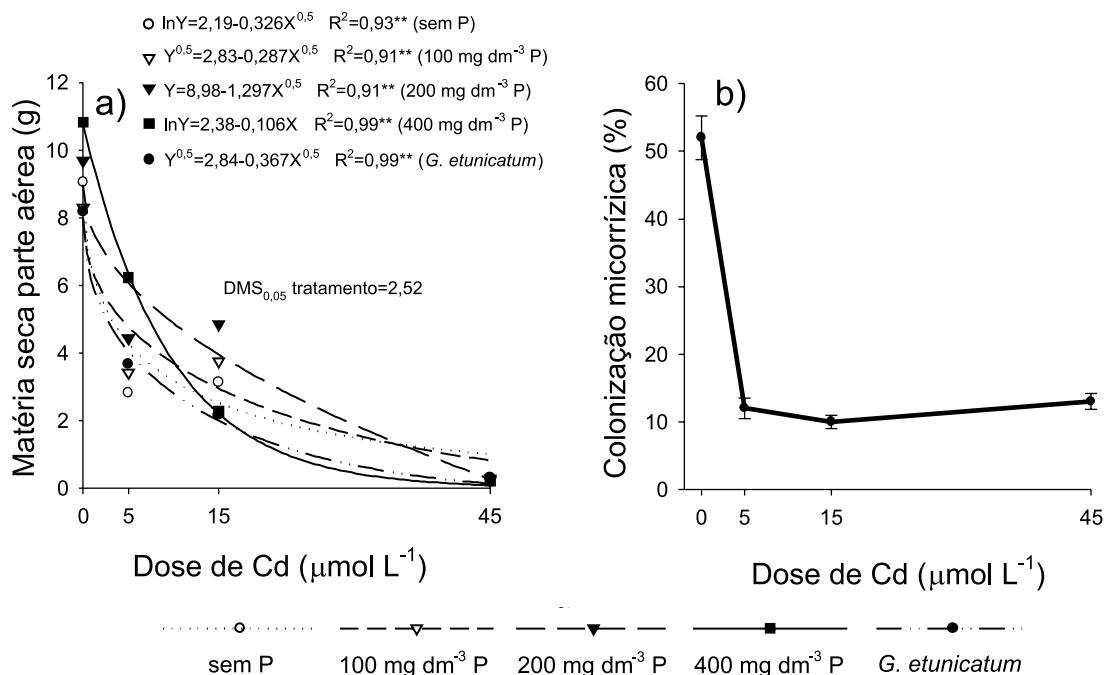 lnY=2,19-0,326X^0,5 R^2=0,93** (sem P)
Y^0,5=2,83-0,287X^0,5 R^2=0,91** (100 mg dm^-3 P)
Y=8,98-1,297X^0,5 R^2=0,91** (200 mg dm^-3 P)
lnY=2,38-0,106X R^2=0,99** (400 mg dm^-3 P)
Y^0,5=2,84-0,367X^0,5 R^2=0,99** (G. etunicatum)
a)
DMS0,05 tratamento=2,52
Matéria seca parte aérea (g)
12
10
8
6
4
2
0
0 5 15 45
Dose de Cd (μmol L^-1)
b)
Colonização micorrízica (%)
60
50
40
30
20
10
0
0 5 15 45
Dose de Cd (μmol L^-1)
sem P 100 mg dm^-3 P 200 mg dm^-3 P 400 mg dm^-3 P G. etunicatum